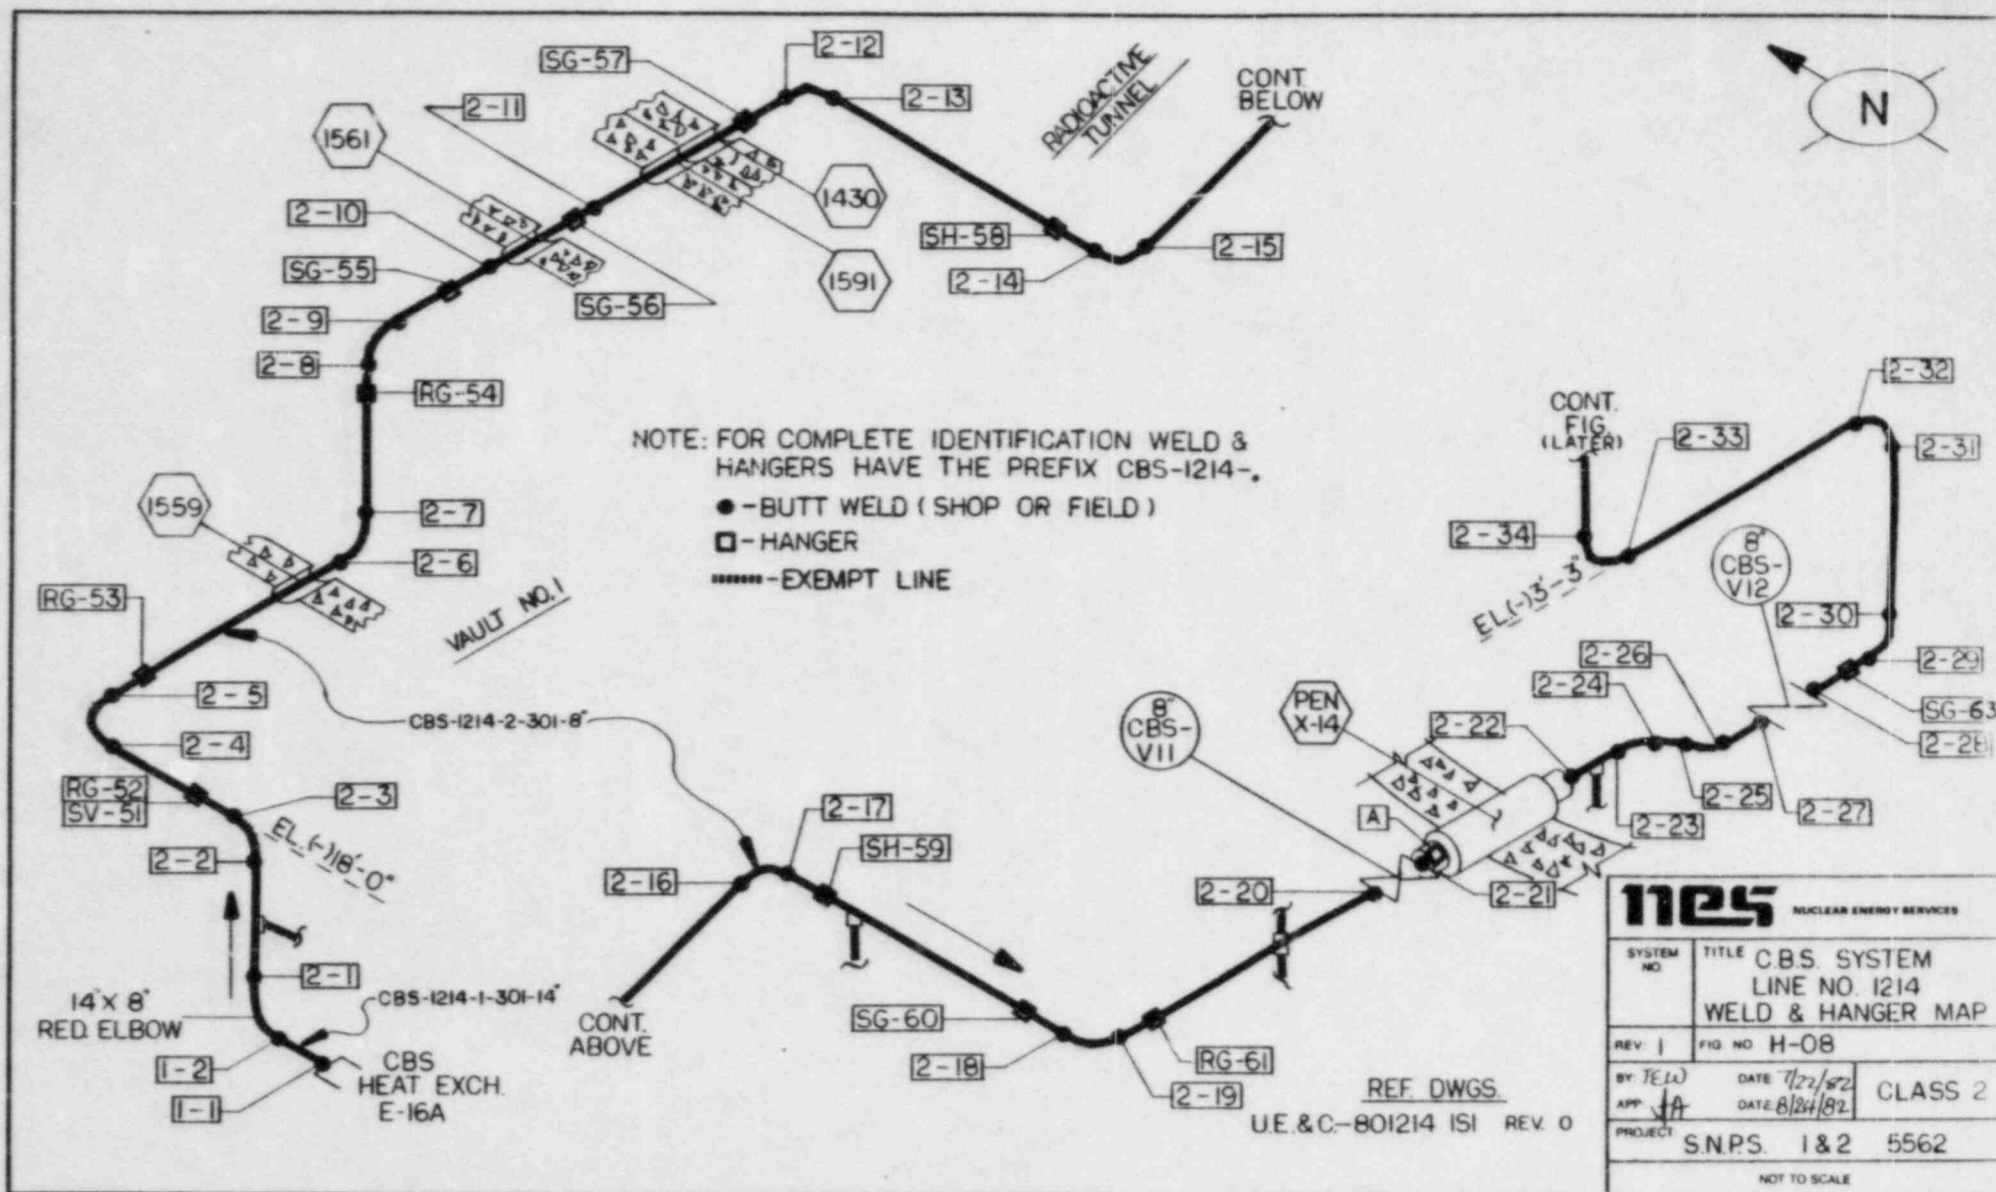 SG-57
2-12
2-11
2-13
RADIOACTIVE
TUNNEL
CONT.
BELOW
N
1561
1430
2-10
SH-58
2-15
SG-55
1591
2-14
SG-56
2-9
2-8
RG-54
2-32
CONT.
FIG.
(LATER)
2-33
2-31
NOTE: FOR COMPLETE IDENTIFICATION WELD &
HANGERS HAVE THE PREFIX CBS-1214-.
-BUTT WELD (SHOP OR FIELD)
-HANGER
-EXEMPT LINE
1559
2-7
2-6
2-34
8"
CBS-
V12
EL.(-)3'-3"
RG-53
VAULT NO.1
2-30
2-26
2-29
2-24
SG-63
2-28
2-5
CBS-1214-2-301-8"
8"
CBS-
V11
PEN
X-14
2-22
2-4
RG-52
SV-51
2-3
2-25
2-27
2-23
A
EL.(-)18'-0"
2-17
SH-59
2-2
2-16
2-20
2-21
2-1
CBS-1214-1-301-14"
14"X 8"
RED. ELBOW
CONT.
ABOVE
SG-60
2-18
RG-61
2-19
1-2
1-1
CBS
HEAT EXCH.
E-16A
REF. DWGS.
U.E.&C.-801214 ISI REV. 0
nes NUCLEAR ENERGY SERVICES
SYSTEM
NO.
TITLE C.B.S. SYSTEM
LINE NO. 1214
WELD & HANGER MAP
REV: 1 FIG. NO. H-08
BY: TEW DATE 7/22/82
APP. JA DATE 8/24/82
CLASS 2
PROJECT S.N.P.S. 1 & 2 5562
NOT TO SCALE